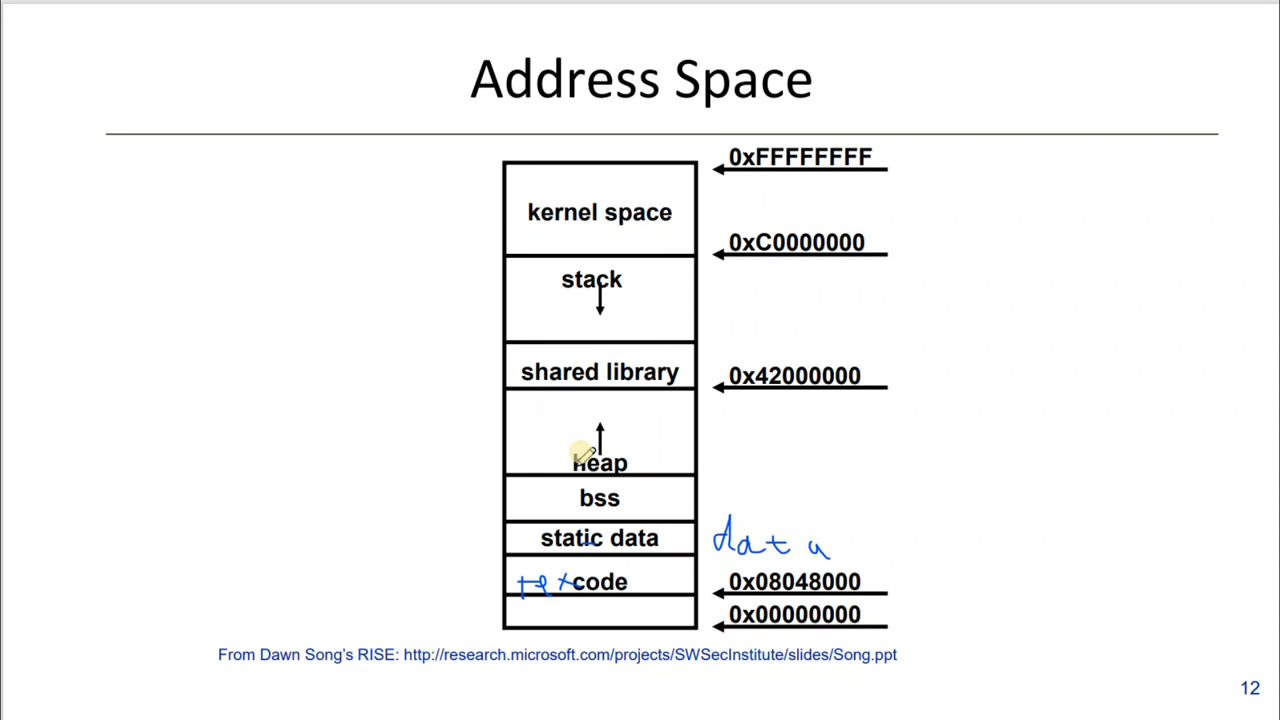 Address Space
0xFFFFFFFF
kernel space
0xC0000000
stack
shared library
0x42000000
heap
bss
static data data
tex code
0x08048000
0x00000000
From Dawn Song's RISE: http://research.microsoft.com/projects/SWSecInstitute/slides/Song.ppt
12